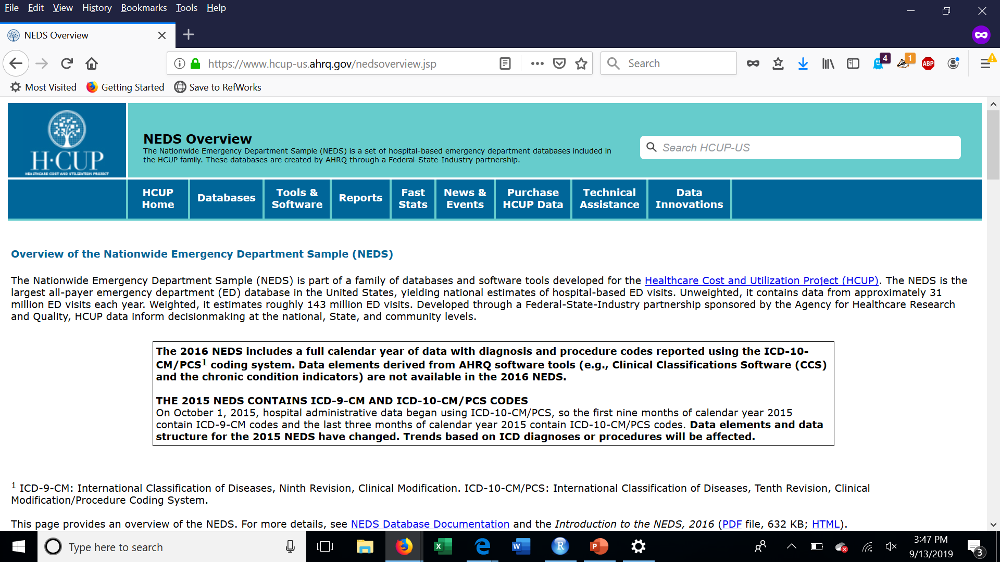 File Edit View History Bookmarks Tools Help
NEDS Overview
https://www.hcup-us.ahrq.gov/nedsoverview.jsp
Search
4
1
ABP
Most Visited Getting Started Save to RefWorks
H·CUP
HEALTHCARE COST AND UTILIZATION PROJECT
NEDS Overview
The Nationwide Emergency Department Sample (NEDS) is a set of hospital-based emergency department databases included in
the HCUP family. These databases are created by AHRQ through a Federal-State-Industry partnership.
Search HCUP-US
HCUP Home
Databases
Tools & Software
Reports
Fast Stats
News & Events
Purchase HCUP Data
Technical Assistance
Data Innovations
Overview of the Nationwide Emergency Department Sample (NEDS)
The Nationwide Emergency Department Sample (NEDS) is part of a family of databases and software tools developed for the Healthcare Cost and Utilization Project (HCUP). The NEDS is the
largest all-payer emergency department (ED) database in the United States, yielding national estimates of hospital-based ED visits. Unweighted, it contains data from approximately 31
million ED visits each year. Weighted, it estimates roughly 143 million ED visits. Developed through a Federal-State-Industry partnership sponsored by the Agency for Healthcare Research
and Quality, HCUP data inform decisionmaking at the national, State, and community levels.
The 2016 NEDS includes a full calendar year of data with diagnosis and procedure codes reported using the ICD-10-
CM/PCS1 coding system. Data elements derived from AHRQ software tools (e.g., Clinical Classifications Software (CCS)
and the chronic condition indicators) are not available in the 2016 NEDS.
THE 2015 NEDS CONTAINS ICD-9-CM AND ICD-10-CM/PCS CODES
On October 1, 2015, hospital administrative data began using ICD-10-CM/PCS, so the first nine months of calendar year 2015
contain ICD-9-CM codes and the last three months of calendar year 2015 contain ICD-10-CM/PCS codes. Data elements and data
structure for the 2015 NEDS have changed. Trends based on ICD diagnoses or procedures will be affected.
1 ICD-9-CM: International Classification of Diseases, Ninth Revision, Clinical Modification. ICD-10-CM/PCS: International Classification of Diseases, Tenth Revision, Clinical
Modification/Procedure Coding System.
This page provides an overview of the NEDS. For more details, see NEDS Database Documentation and the Introduction to the NEDS, 2016 (PDF file, 632 KB; HTML).
Type here to search
X
W
R
P
3:47 PM
9/13/2019
3